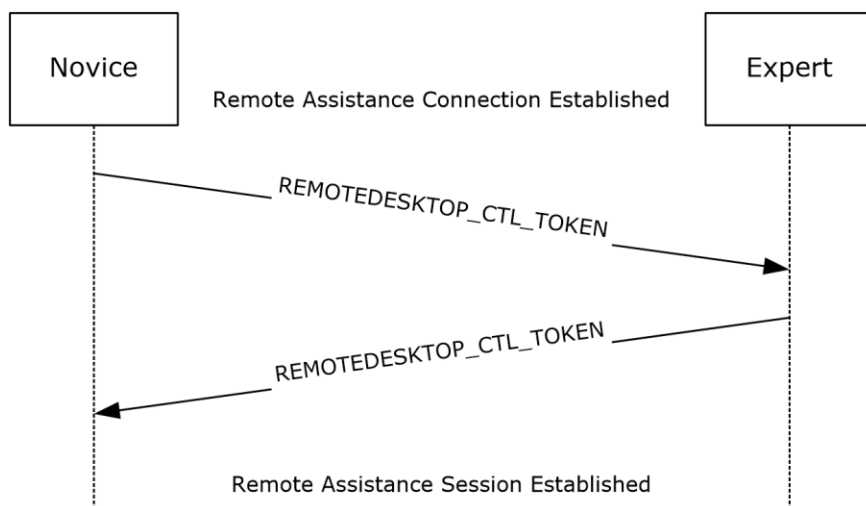 Novice
Expert
Remote Assistance Connection Established
REMOTEDESKTOP_CTL_TOKEN
REMOTEDESKTOP_CTL_TOKEN
Remote Assistance Session Established